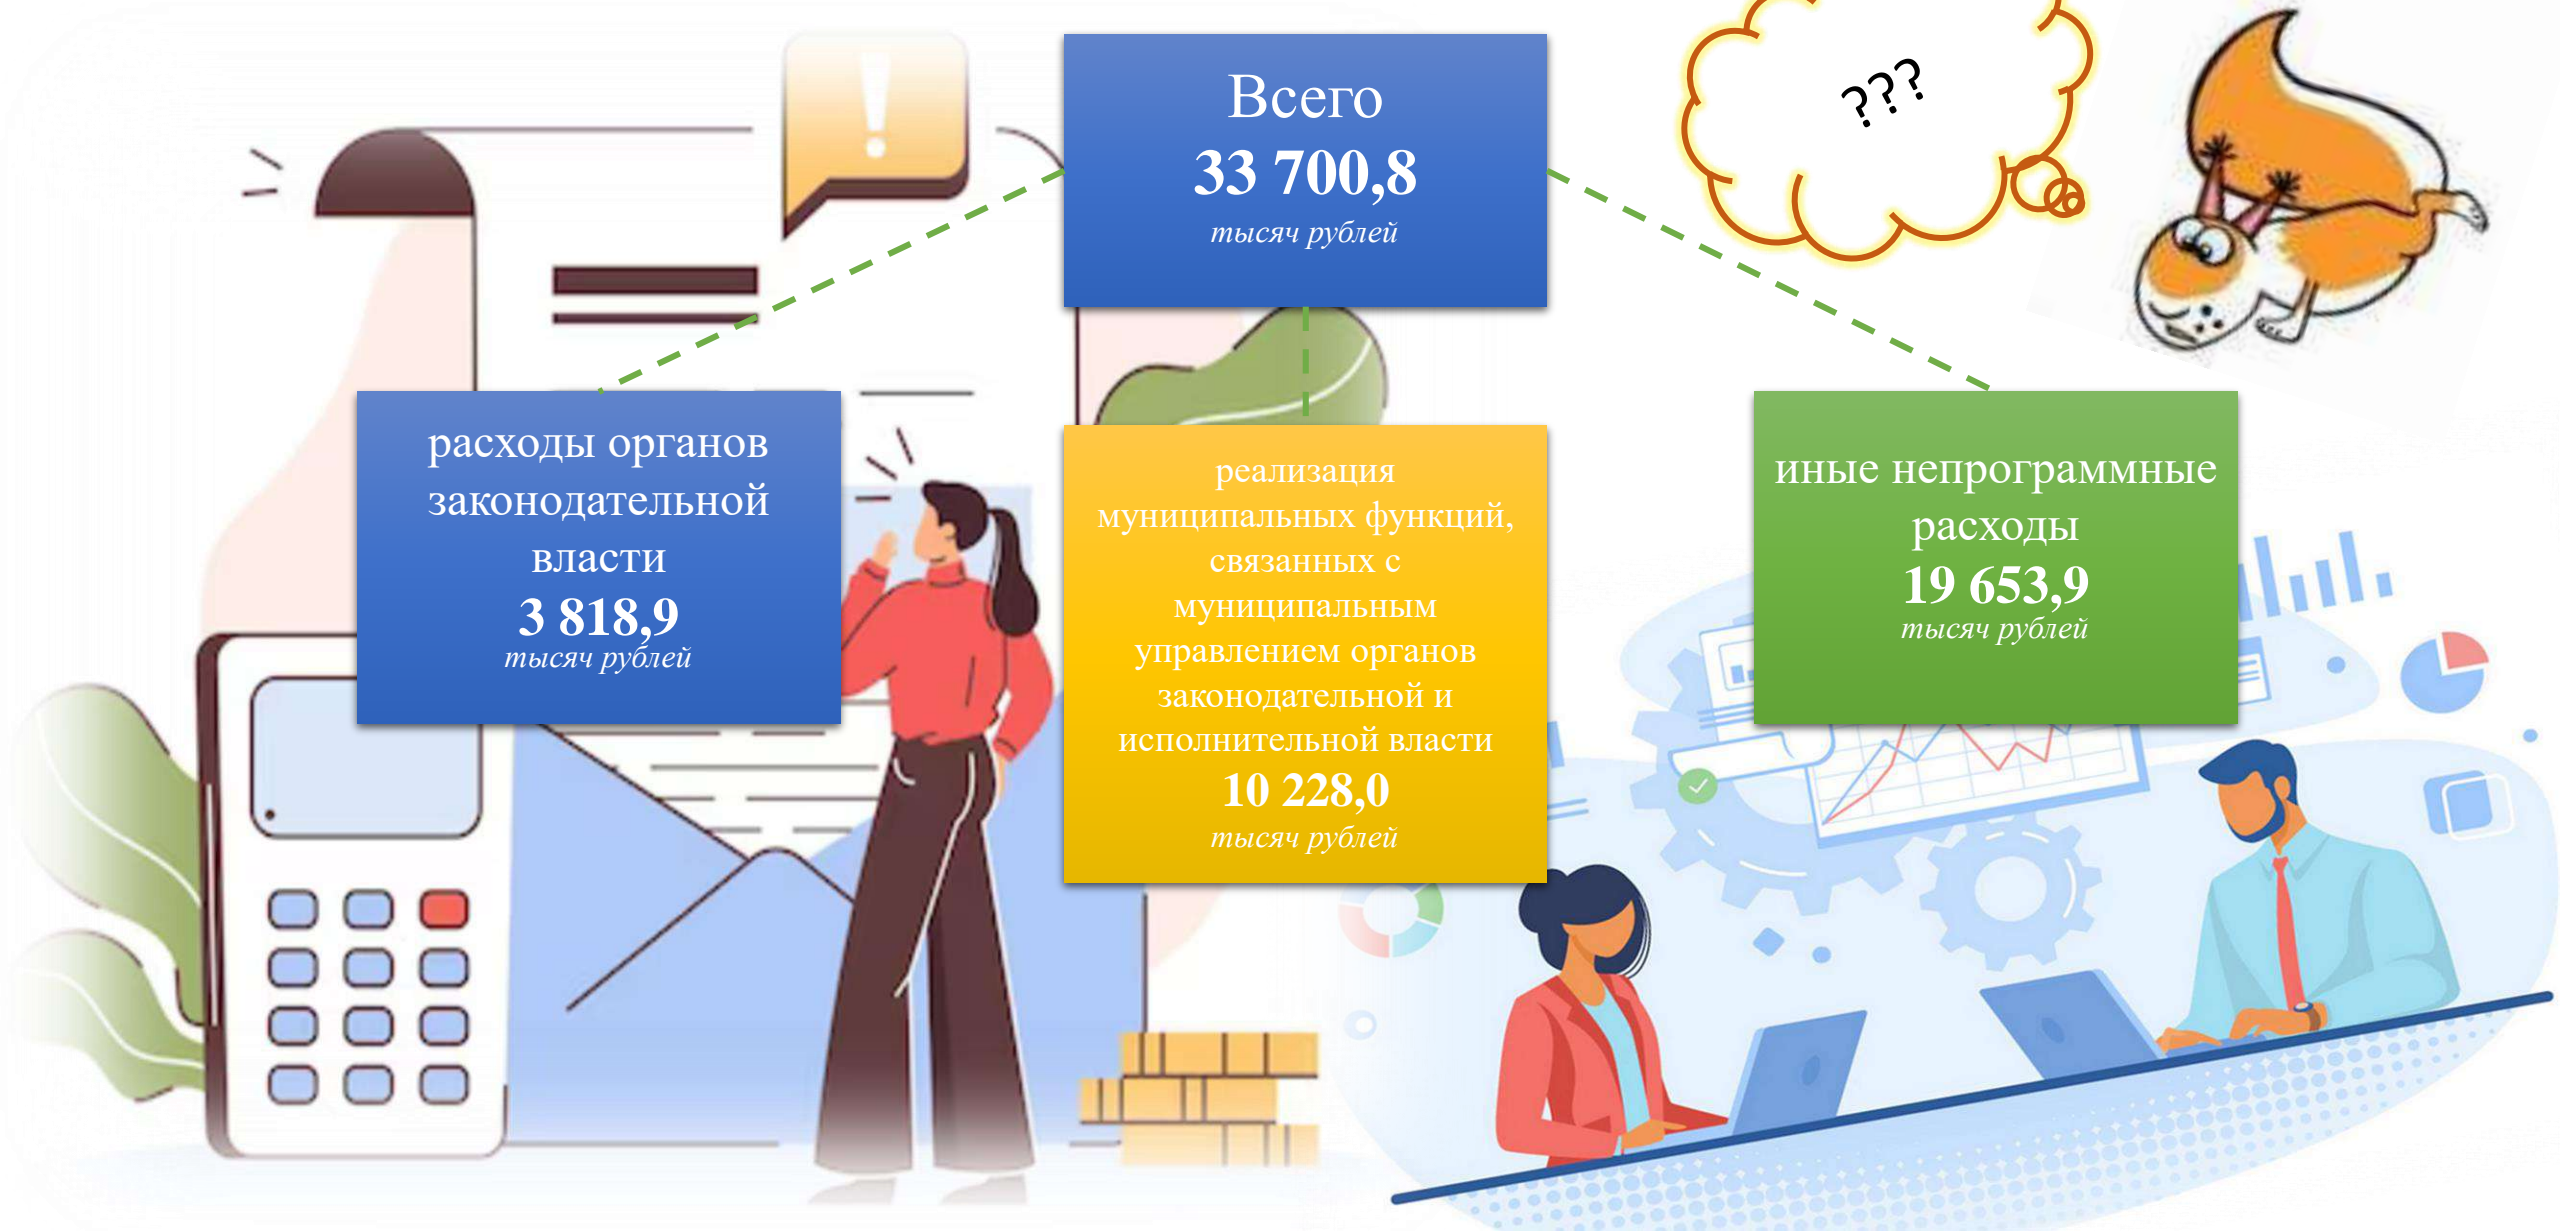 Всего
33 700,8
тысяч рублей
???
расходы органов
законодательной
власти
3 818,9
тысяч рублей
реализация
муниципальных функций,
связанных с
муниципальным
управлением органов
законодательной и
исполнительной власти
10 228,0
тысяч рублей
иные непрограммные
расходы
19 653,9
тысяч рублей